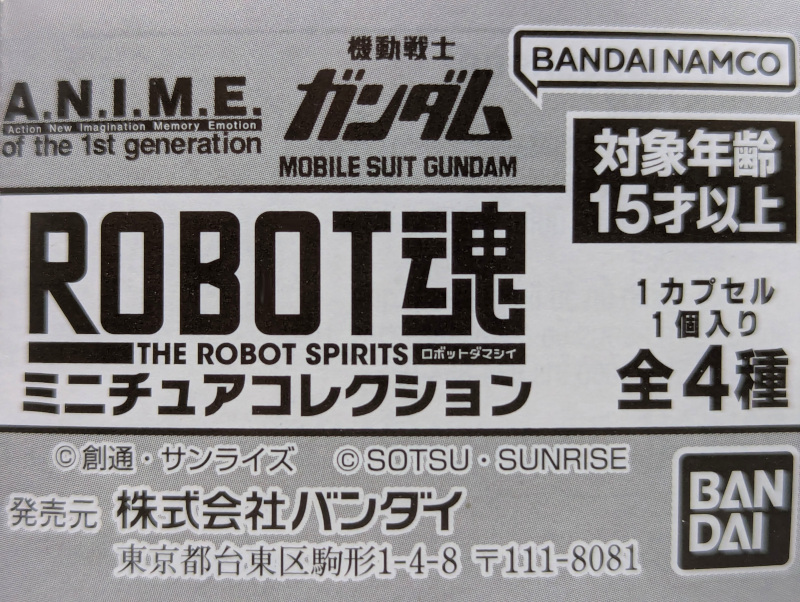 A.N.I.M.E.
Action New Imagination Memory Emotion
of the 1st generation
機動戦士
ガンダム
MOBILE SUIT GUNDAM
BANDAI NAMCO
対象年齢
15才以上
ROBOT魂
THE ROBOT SPIRITS ロボットダマシイ
ミニチュアコレクション
1カプセル
1個入り
全4種
©創通・サンライズ ©SOTSU・SUNRISE
発売元 株式会社バンダイ
東京都台東区駒形1-4-8 〒111-8081
BAN
DAI